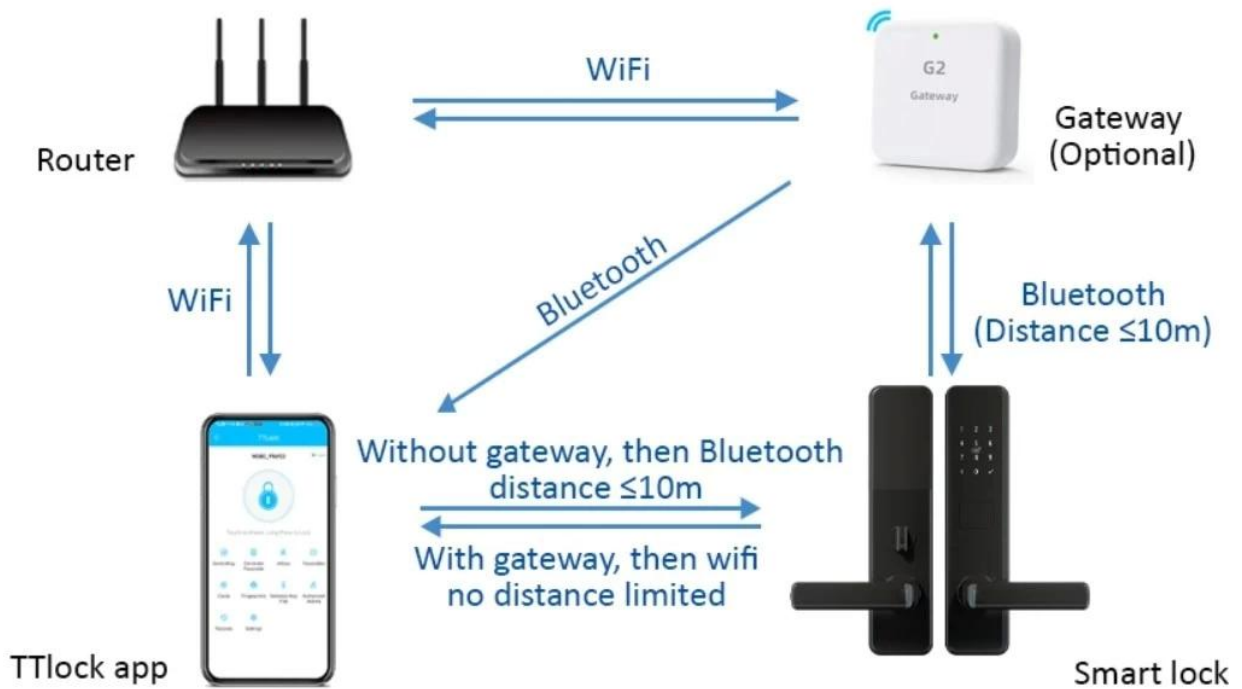 WiFi
G2
Gateway
Gateway
(Optional)
Router
Bluetooth
WiFi
Bluetooth
(Distance ≤10m)
TTlock
Without gateway, then Bluetooth
distance ≤10m
With gateway, then wifi
no distance limited
Settings
TTlock app
Smart lock